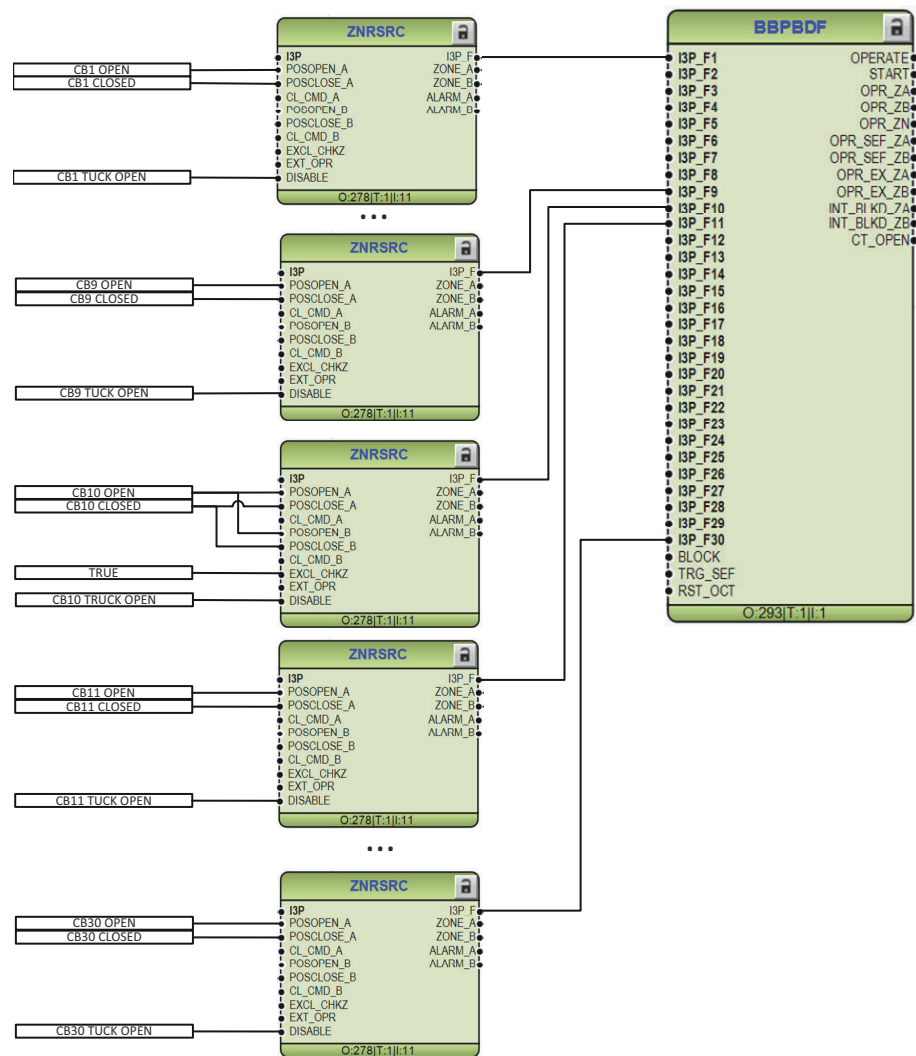 ZNRSRC
I3P I3P_F
CB1 OPEN POSOPEN_A ZONE_A
CB1 CLOSED POSCLOSE_A ZONE_B
CL_CMD_A ALARM_A
POSOPEN_B ALARM_B
POSCLOSE_B
CL_CMD_B
EXCL_CHKZ
EXT_OPR
CB1 TUCK OPEN DISABLE
O:278|T:1|I:11
...
ZNRSRC
I3P I3P_F
CB9 OPEN POSOPEN_A ZONE_A
CB9 CLOSED POSCLOSE_A ZONE_B
CL_CMD_A ALARM_A
POSOPEN_B ALARM_B
POSCLOSE_B
CL_CMD_B
EXCL_CHKZ
EXT_OPR
CB9 TUCK OPEN DISABLE
O:278|T:1|I:11
ZNRSRC
I3P I3P_F
CB10 OPEN POSOPEN_A ZONE_A
CB10 CLOSED POSCLOSE_A ZONE_B
CL_CMD_A ALARM_A
POSOPEN_B ALARM_B
POSCLOSE_B
CL_CMD_B
TRUE EXCL_CHKZ
EXT_OPR
CB10 TRUCK OPEN DISABLE
O:278|T:1|I:11
ZNRSRC
I3P I3P_F
CB11 OPEN POSOPEN_A ZONE_A
CB11 CLOSED POSCLOSE_A ZONE_B
CL_CMD_A ALARM_A
POSOPEN_B ALARM_B
POSCLOSE_B
CL_CMD_B
EXCL_CHKZ
EXT_OPR
CB11 TUCK OPEN DISABLE
O:278|T:1|I:11
...
ZNRSRC
I3P I3P_F
CB30 OPEN POSOPEN_A ZONE_A
CB30 CLOSED POSCLOSE_A ZONE_B
CL_CMD_A ALARM_A
POSOPEN_B ALARM_B
POSCLOSE_B
CL_CMD_B
EXCL_CHKZ
EXT_OPR
CB30 TUCK OPEN DISABLE
O:278|T:1|I:11
BBPBDF
I3P_F1 OPERATE
I3P_F2 START
I3P_F3 OPR_ZA
I3P_F4 OPR_ZB
I3P_F5 OPR_ZN
I3P_F6 OPR_SEF_ZA
I3P_F7 OPR_SEF_ZB
I3P_F8 OPR_EX_ZA
I3P_F9 OPR_EX_ZB
I3P_F10 INT_BLKD_ZA
I3P_F11 INT_BLKD_ZB
I3P_F12 CT_OPEN
I3P_F13
I3P_F14
I3P_F15
I3P_F16
I3P_F17
I3P_F18
I3P_F19
I3P_F20
I3P_F21
I3P_F22
I3P_F23
I3P_F24
I3P_F25
I3P_F26
I3P_F27
I3P_F28
I3P_F29
I3P_F30
BLOCK
TRG_SEF
RST_OCT
O:293|T:1|I:1